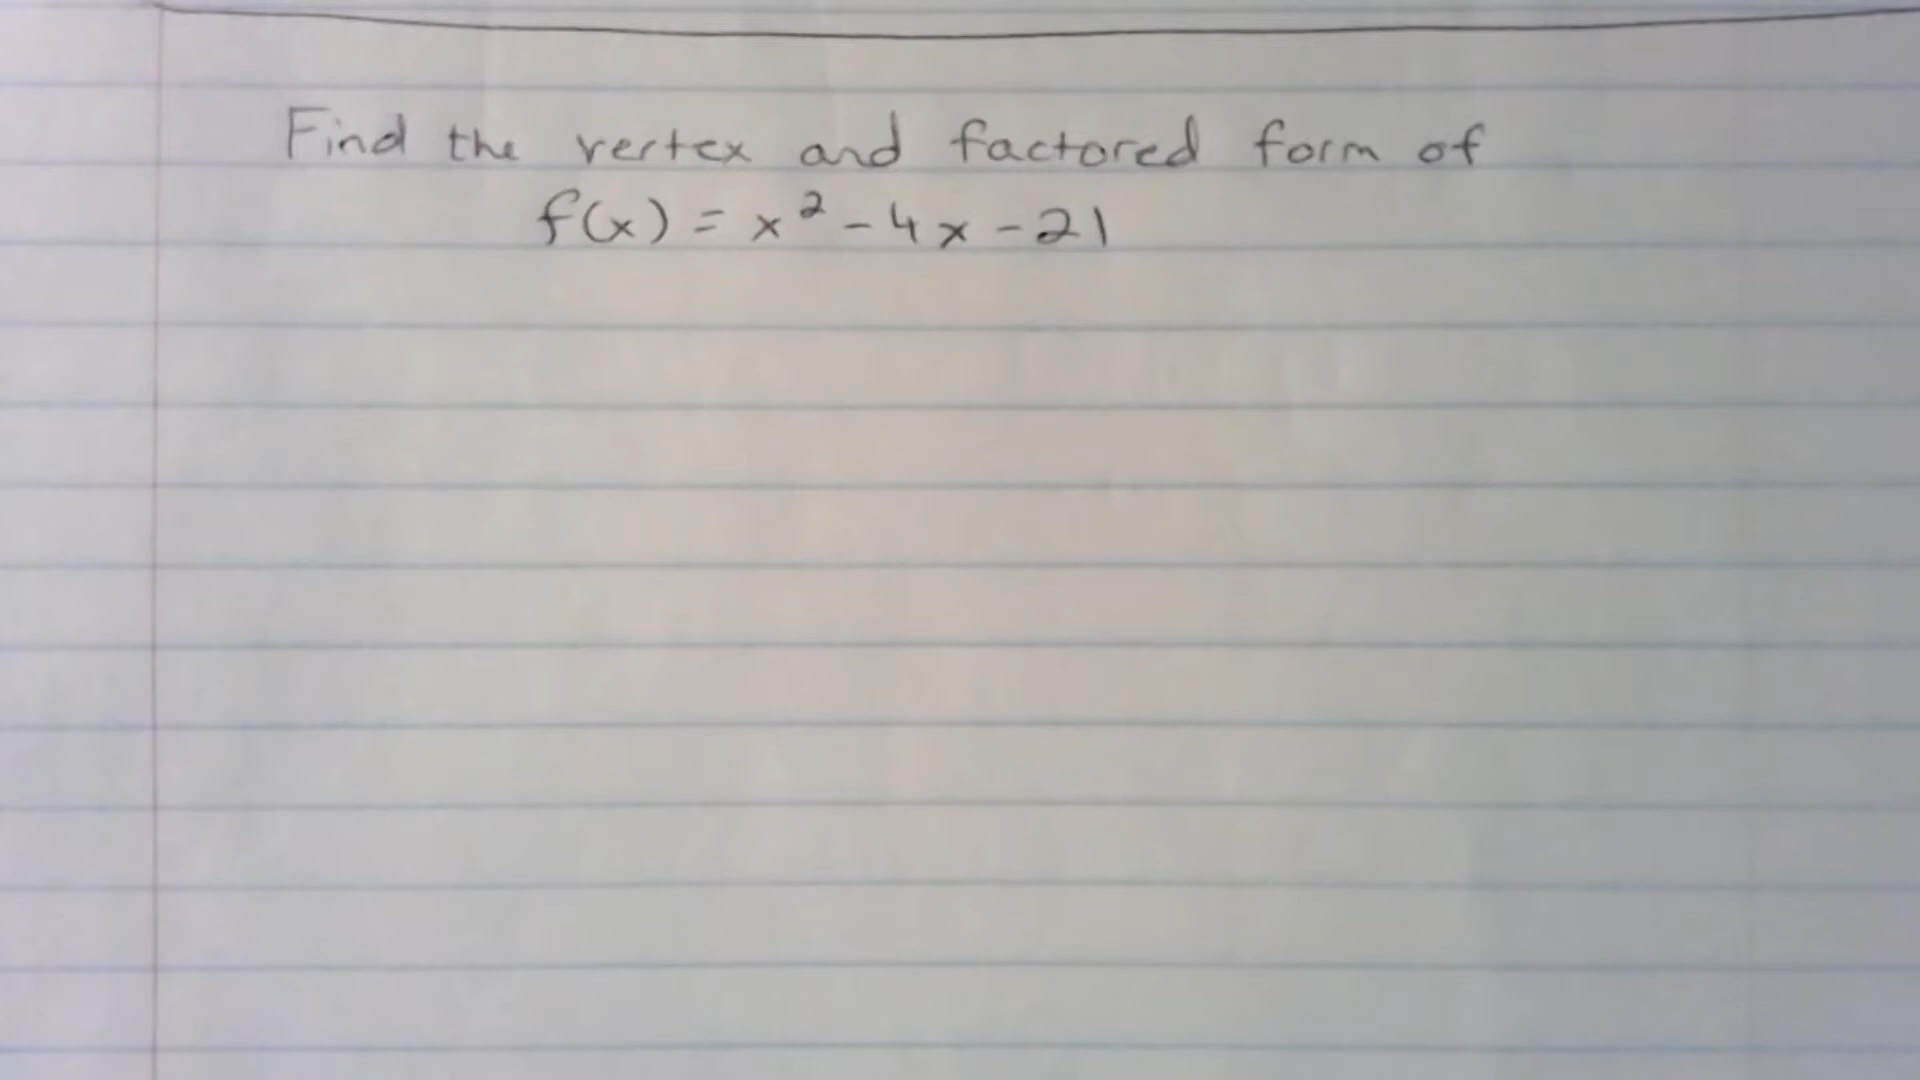 Find the vertex and factored form of
f(x) = x² - 4x - 21